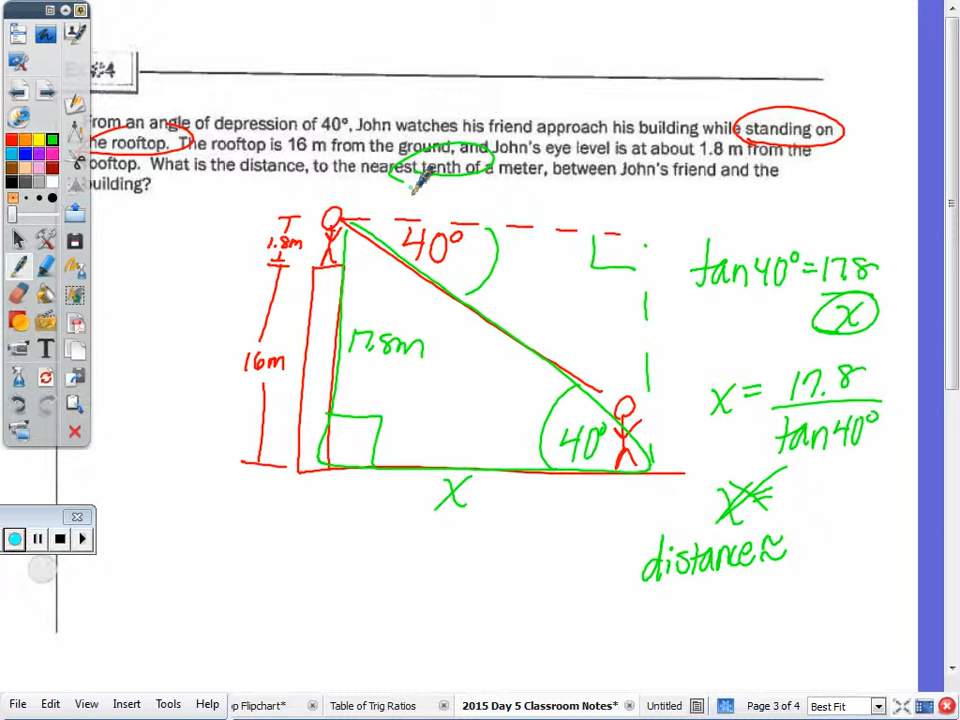 #4
From an angle of depression of 40°, John watches his friend approach his building while standing on
the rooftop. The rooftop is 16 m from the ground, and John's eye level is at about 1.8 m from the
rooftop. What is the distance, to the nearest tenth of a meter, between John's friend and the
building?
1.8m
40°
tan40°=17.8
x
17.8m
16m
x = 17.8
tan40°
40°
x
x=
distance≈
File Edit View Insert Tools Help
p Flipchart*
Table of Trig Ratios
2015 Day 5 Classroom Notes*
Untitled
Page 3 of 4
Best Fit